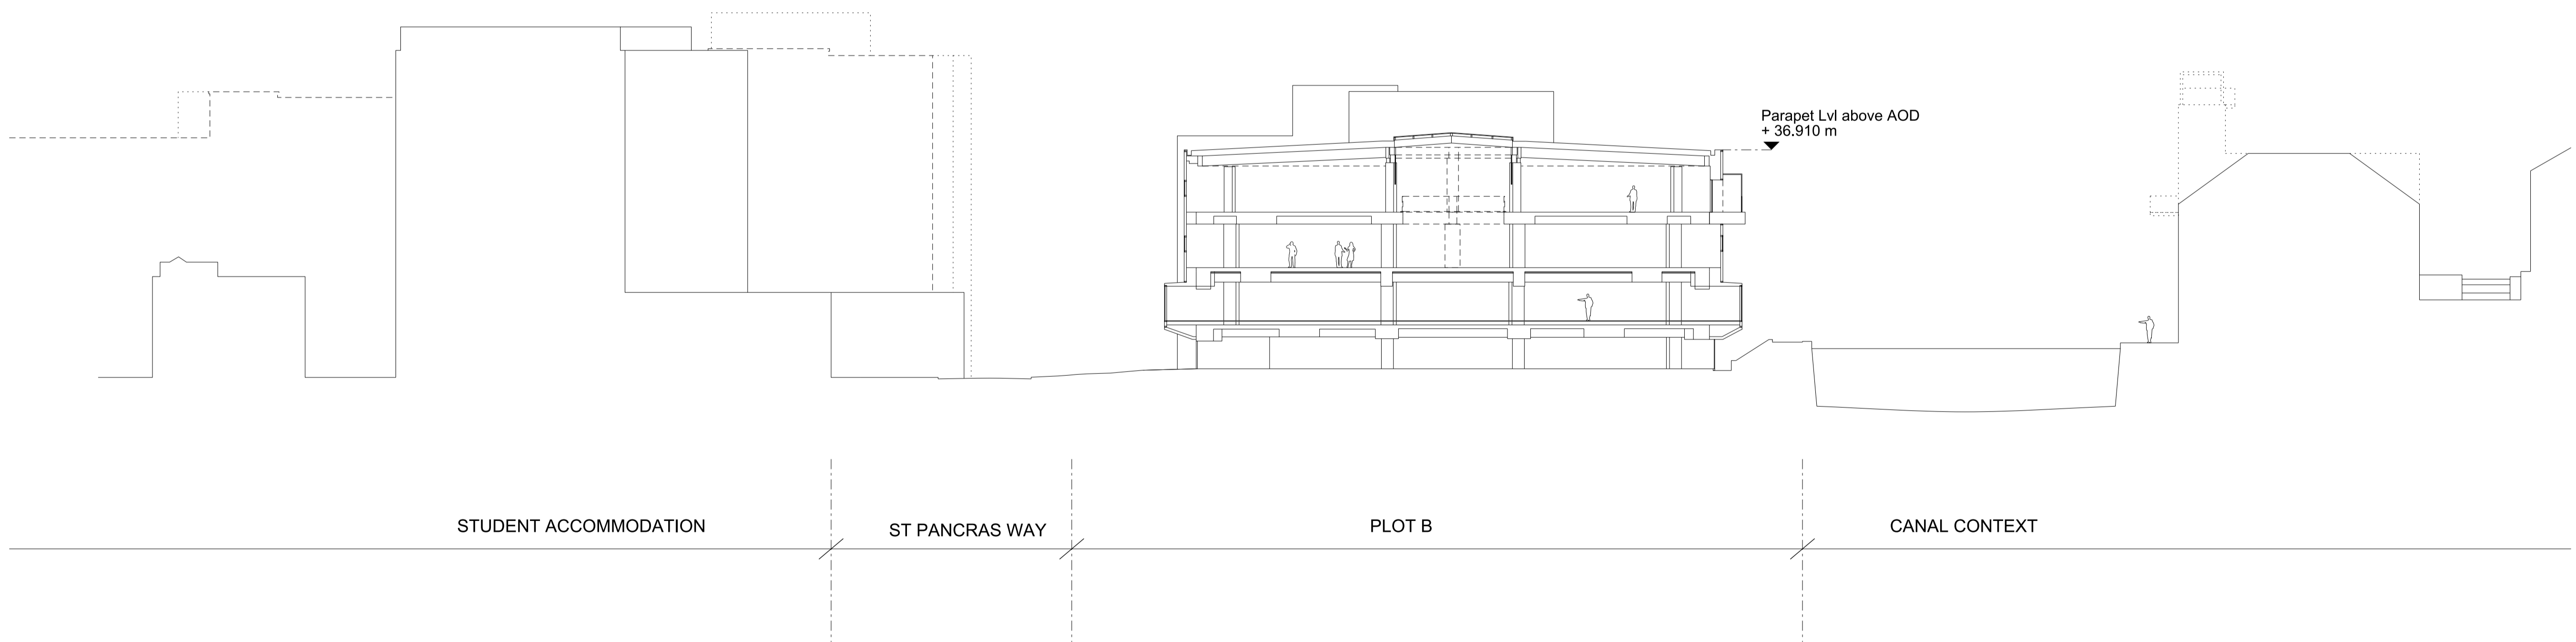 Parapet Lvl above AOD
+ 36.910 m
STUDENT ACCOMMODATION
ST PANCRAS WAY
PLOT B
CANAL CONTEXT